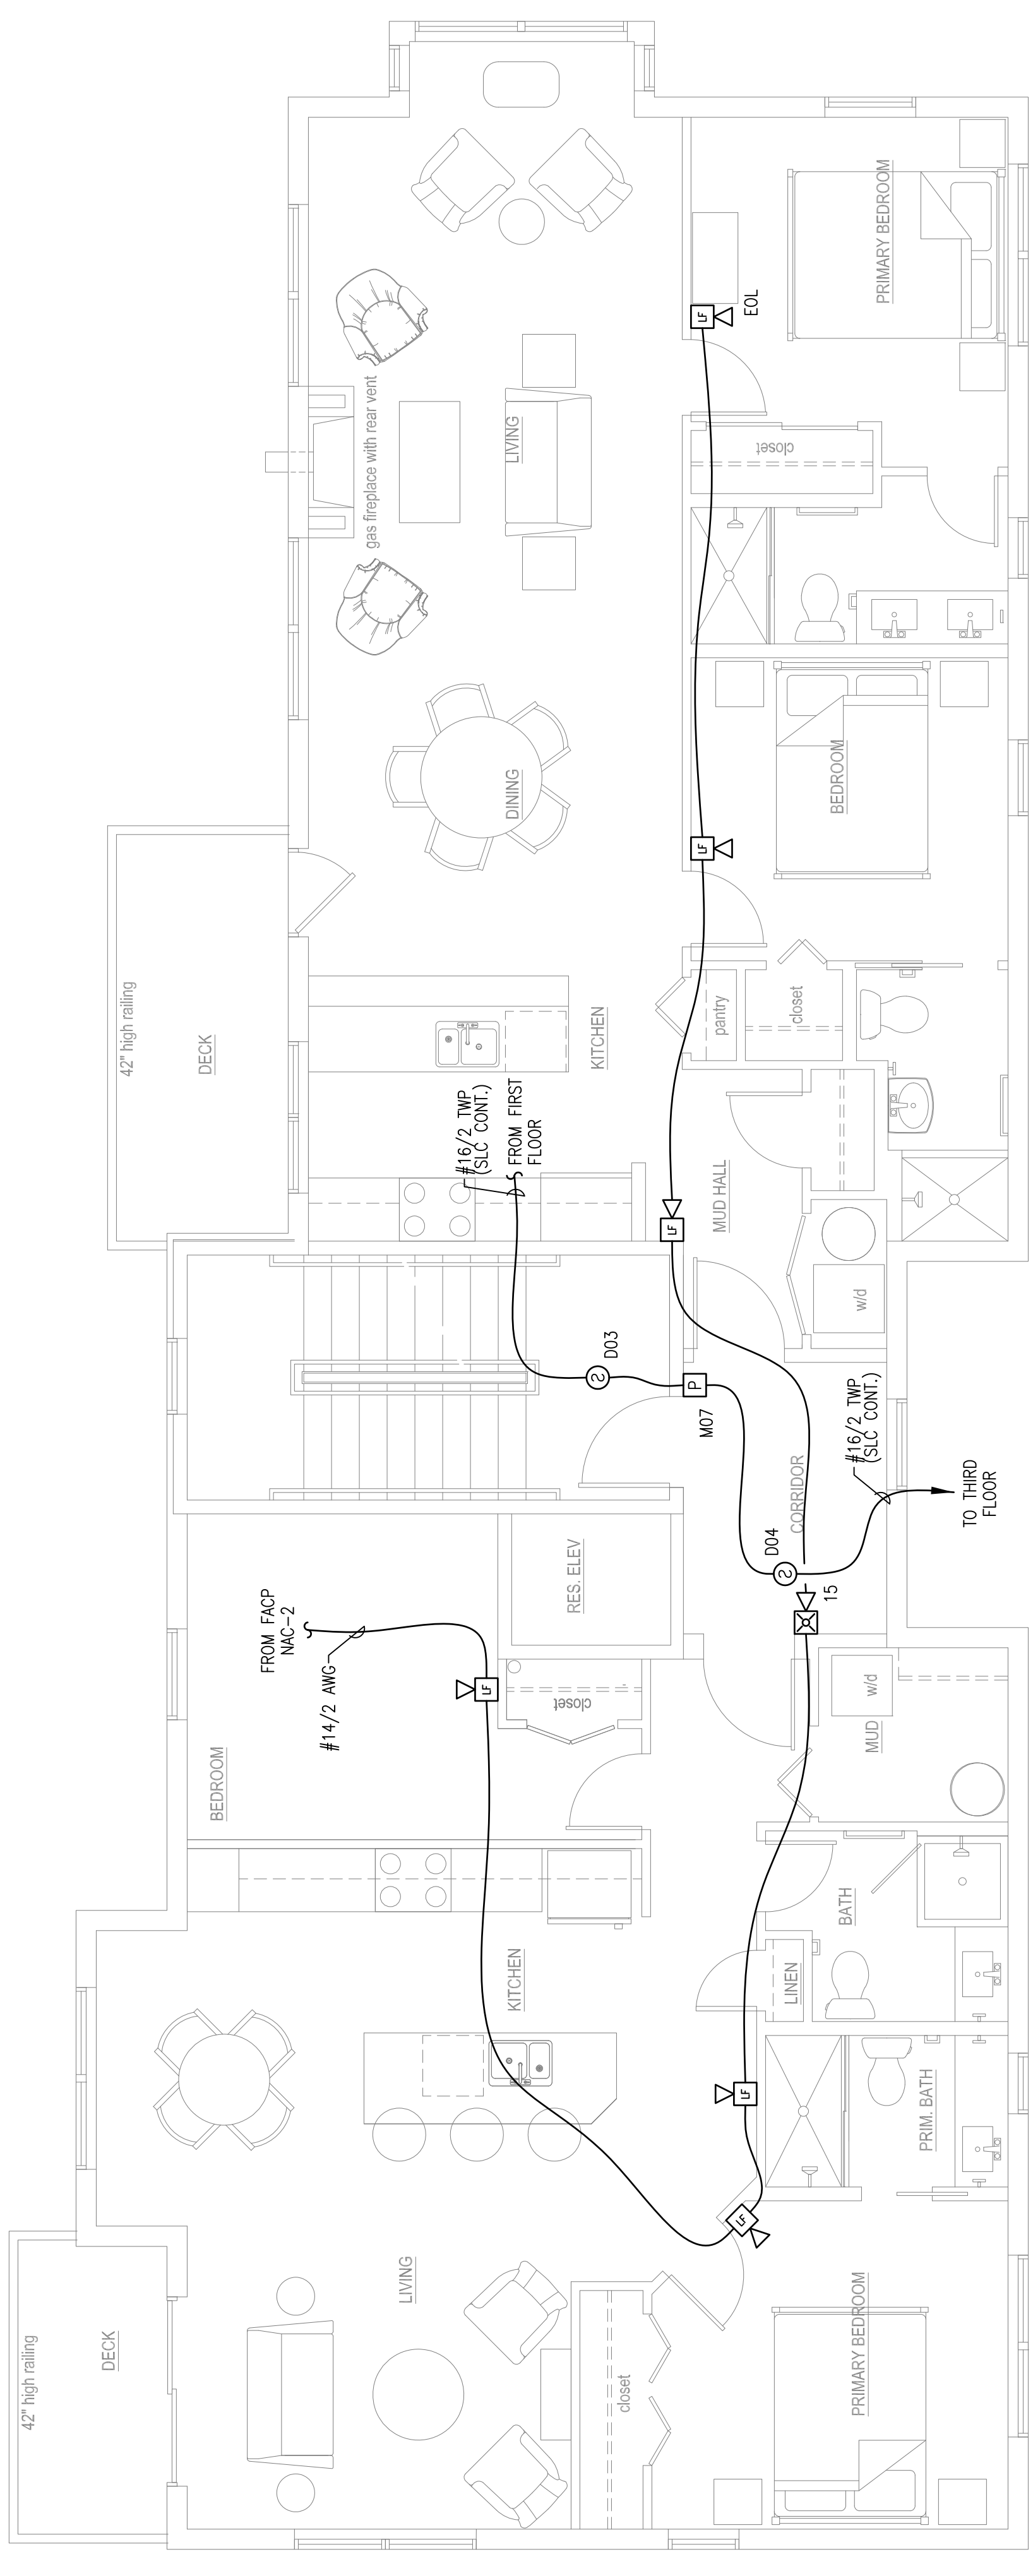 42" high railing
DECK
gas fireplace with rear vent
LIVING
DINING
KITCHEN
PRIMARY BEDROOM
EOL
LF
closet
BEDROOM
LF
pantry
closet
#16/2 TWP
(SLC CONT.)
FROM FIRST
FLOOR
MUD HALL
LF
w/d
S
D03
P
M07
#16/2 TWP
(SLC CONT.)
CORRIDOR
TO THIRD
FLOOR
D04
S
15
RES. ELEV
FROM FACP
NAC-2
#14/2 AWG
LF
closet
BEDROOM
w/d
MUD
KITCHEN
BATH
LINEN
LF
PRIM. BATH
LF
LIVING
42" high railing
DECK
closet
PRIMARY BEDROOM